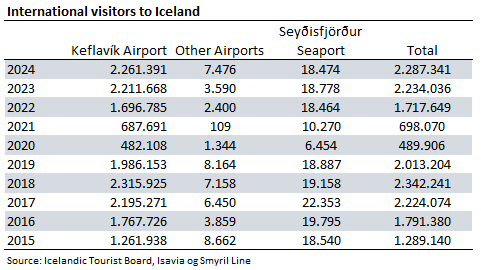 International visitors to Iceland
Seyðisfjörður
Keflavík Airport Other Airports Seaport Total
2024 2.261.391 7.476 18.474 2.287.341
2023 2.211.668 3.590 18.778 2.234.036
2022 1.696.785 2.400 18.464 1.717.649
2021 687.691 109 10.270 698.070
2020 482.108 1.344 6.454 489.906
2019 1.986.153 8.164 18.887 2.013.204
2018 2.315.925 7.158 19.158 2.342.241
2017 2.195.271 6.450 22.353 2.224.074
2016 1.767.726 3.859 19.795 1.791.380
2015 1.261.938 8.662 18.540 1.289.140
Source: Icelandic Tourist Board, Isavia og Smyril Line